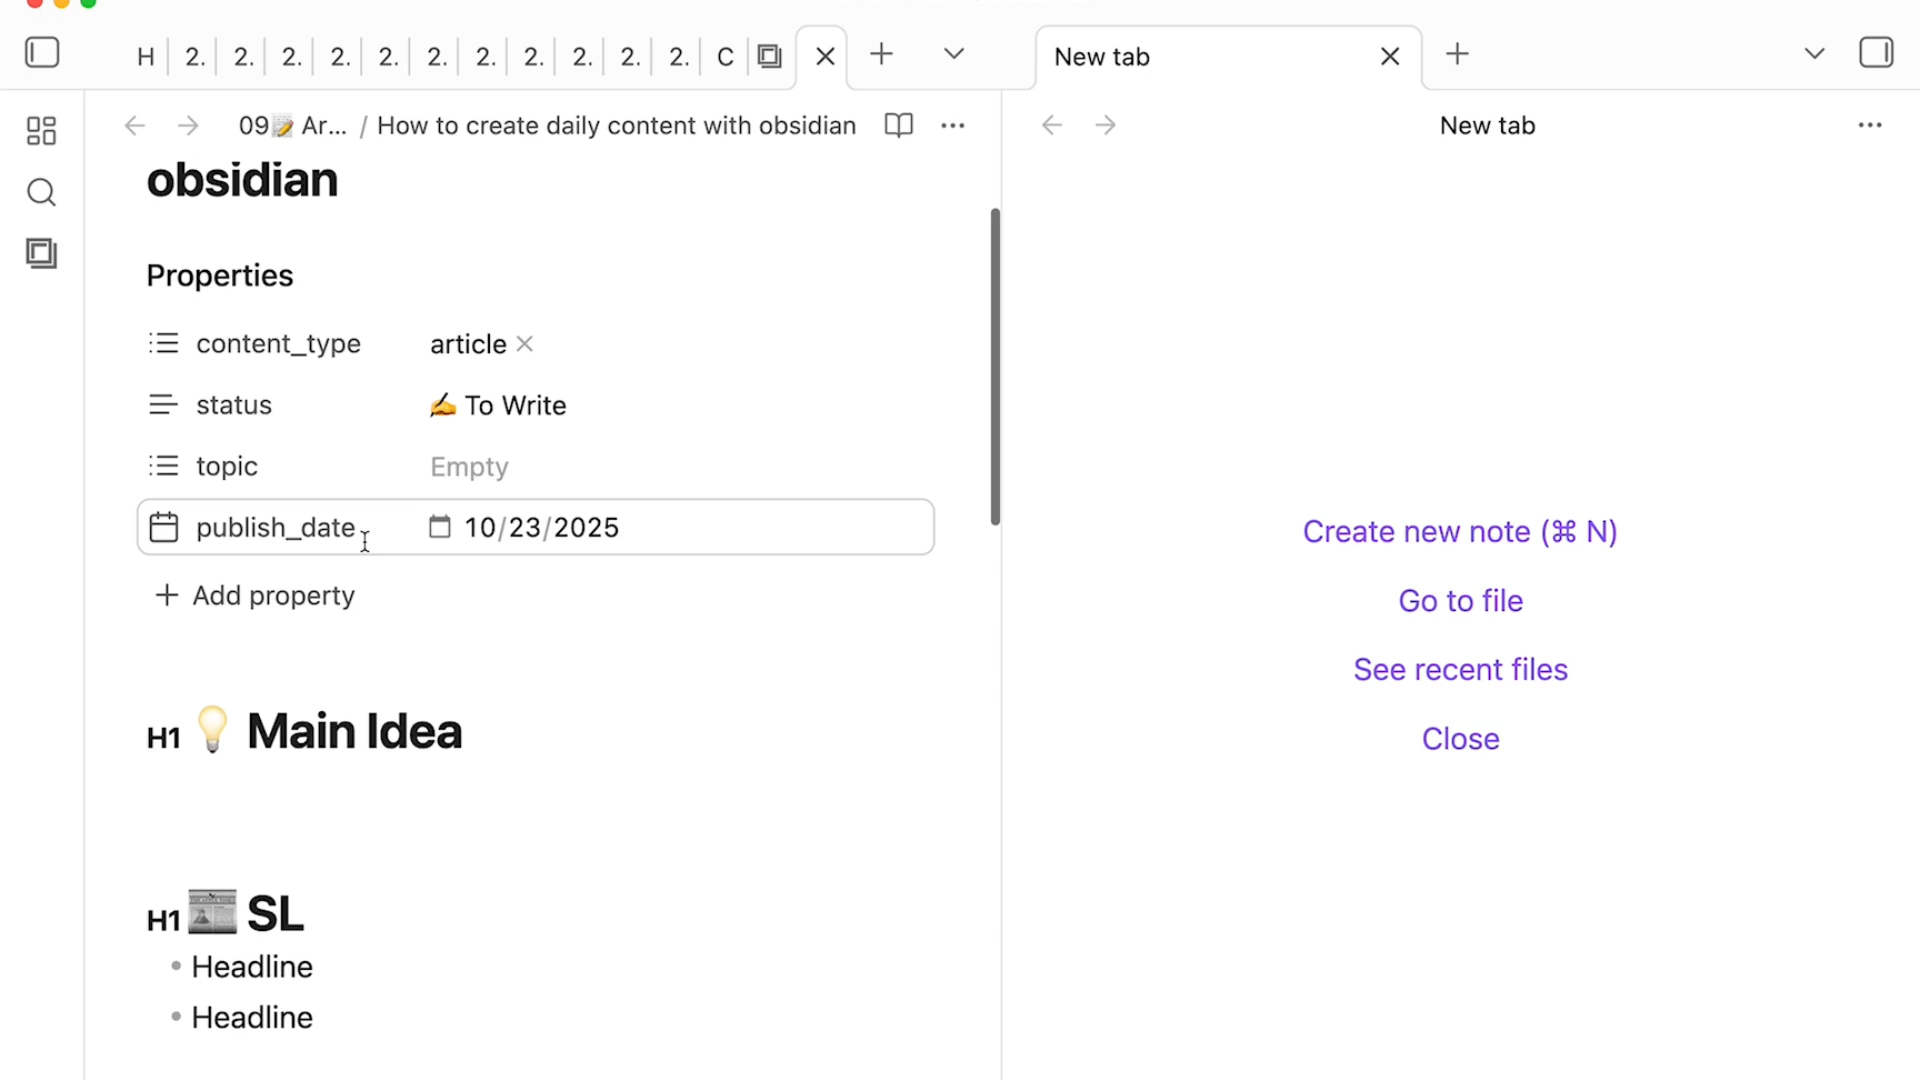 H 2. 2. 2. 2. 2. 2. 2. 2. 2. 2. 2. C
New tab
09📝 Ar... / How to create daily content with obsidian
New tab
obsidian
Properties
content_type article
status ✍️ To Write
topic Empty
publish_date 10/23/2025
+ Add property
H1 💡 Main Idea
H1 📰 SL
• Headline
• Headline
Create new note (⌘ N)
Go to file
See recent files
Close